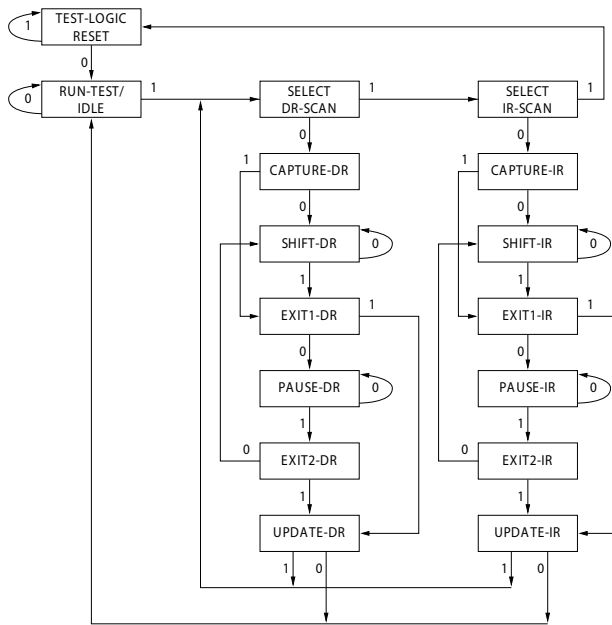 1
TEST-LOGIC
RESET
0
0
RUN-TEST/
IDLE
1
SELECT
DR-SCAN
1
SELECT
IR-SCAN
1
0
0
1
CAPTURE-DR
1
CAPTURE-IR
0
0
SHIFT-DR
0
SHIFT-IR
0
1
1
EXIT1-DR
1
EXIT1-IR
1
0
0
PAUSE-DR
0
PAUSE-IR
0
1
1
0
EXIT2-DR
0
EXIT2-IR
1
1
UPDATE-DR
UPDATE-IR
1
0
1
0